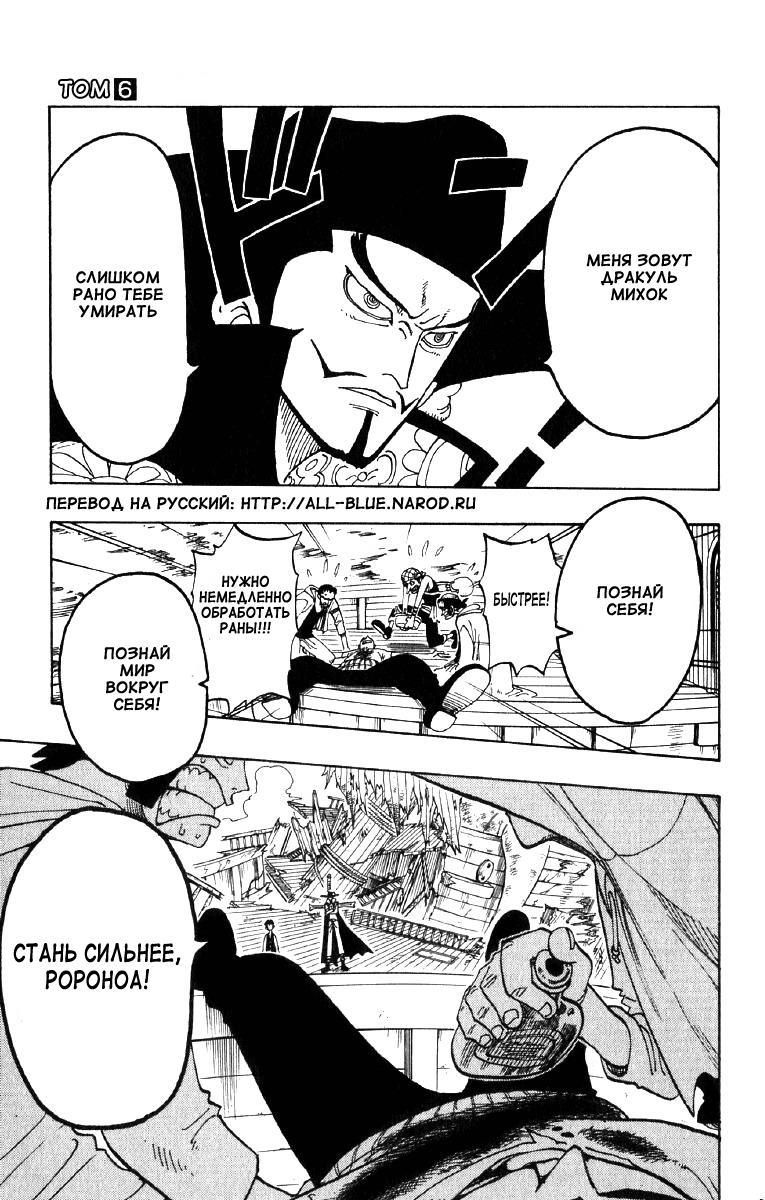 ТОМ 6
МЕНЯ ЗОВУТ
ДРАКУЛЬ
МИХОК
СЛИШКОМ
РАНО ТЕБЕ
УМИРАТЬ
ПЕРЕВОД НА РУССКИЙ: HTTP://ALL-BLUE.NAROD.RU
ПОЗНАЙ
СЕБЯ!
БЫСТРЕЕ!
НУЖНО
НЕМЕДЛЕННО
ОБРАБОТАТЬ
РАНЫ!!!
ПОЗНАЙ
МИР
ВОКРУГ
СЕБЯ!
СТАНЬ СИЛЬНЕЕ,
РОРОНОА!